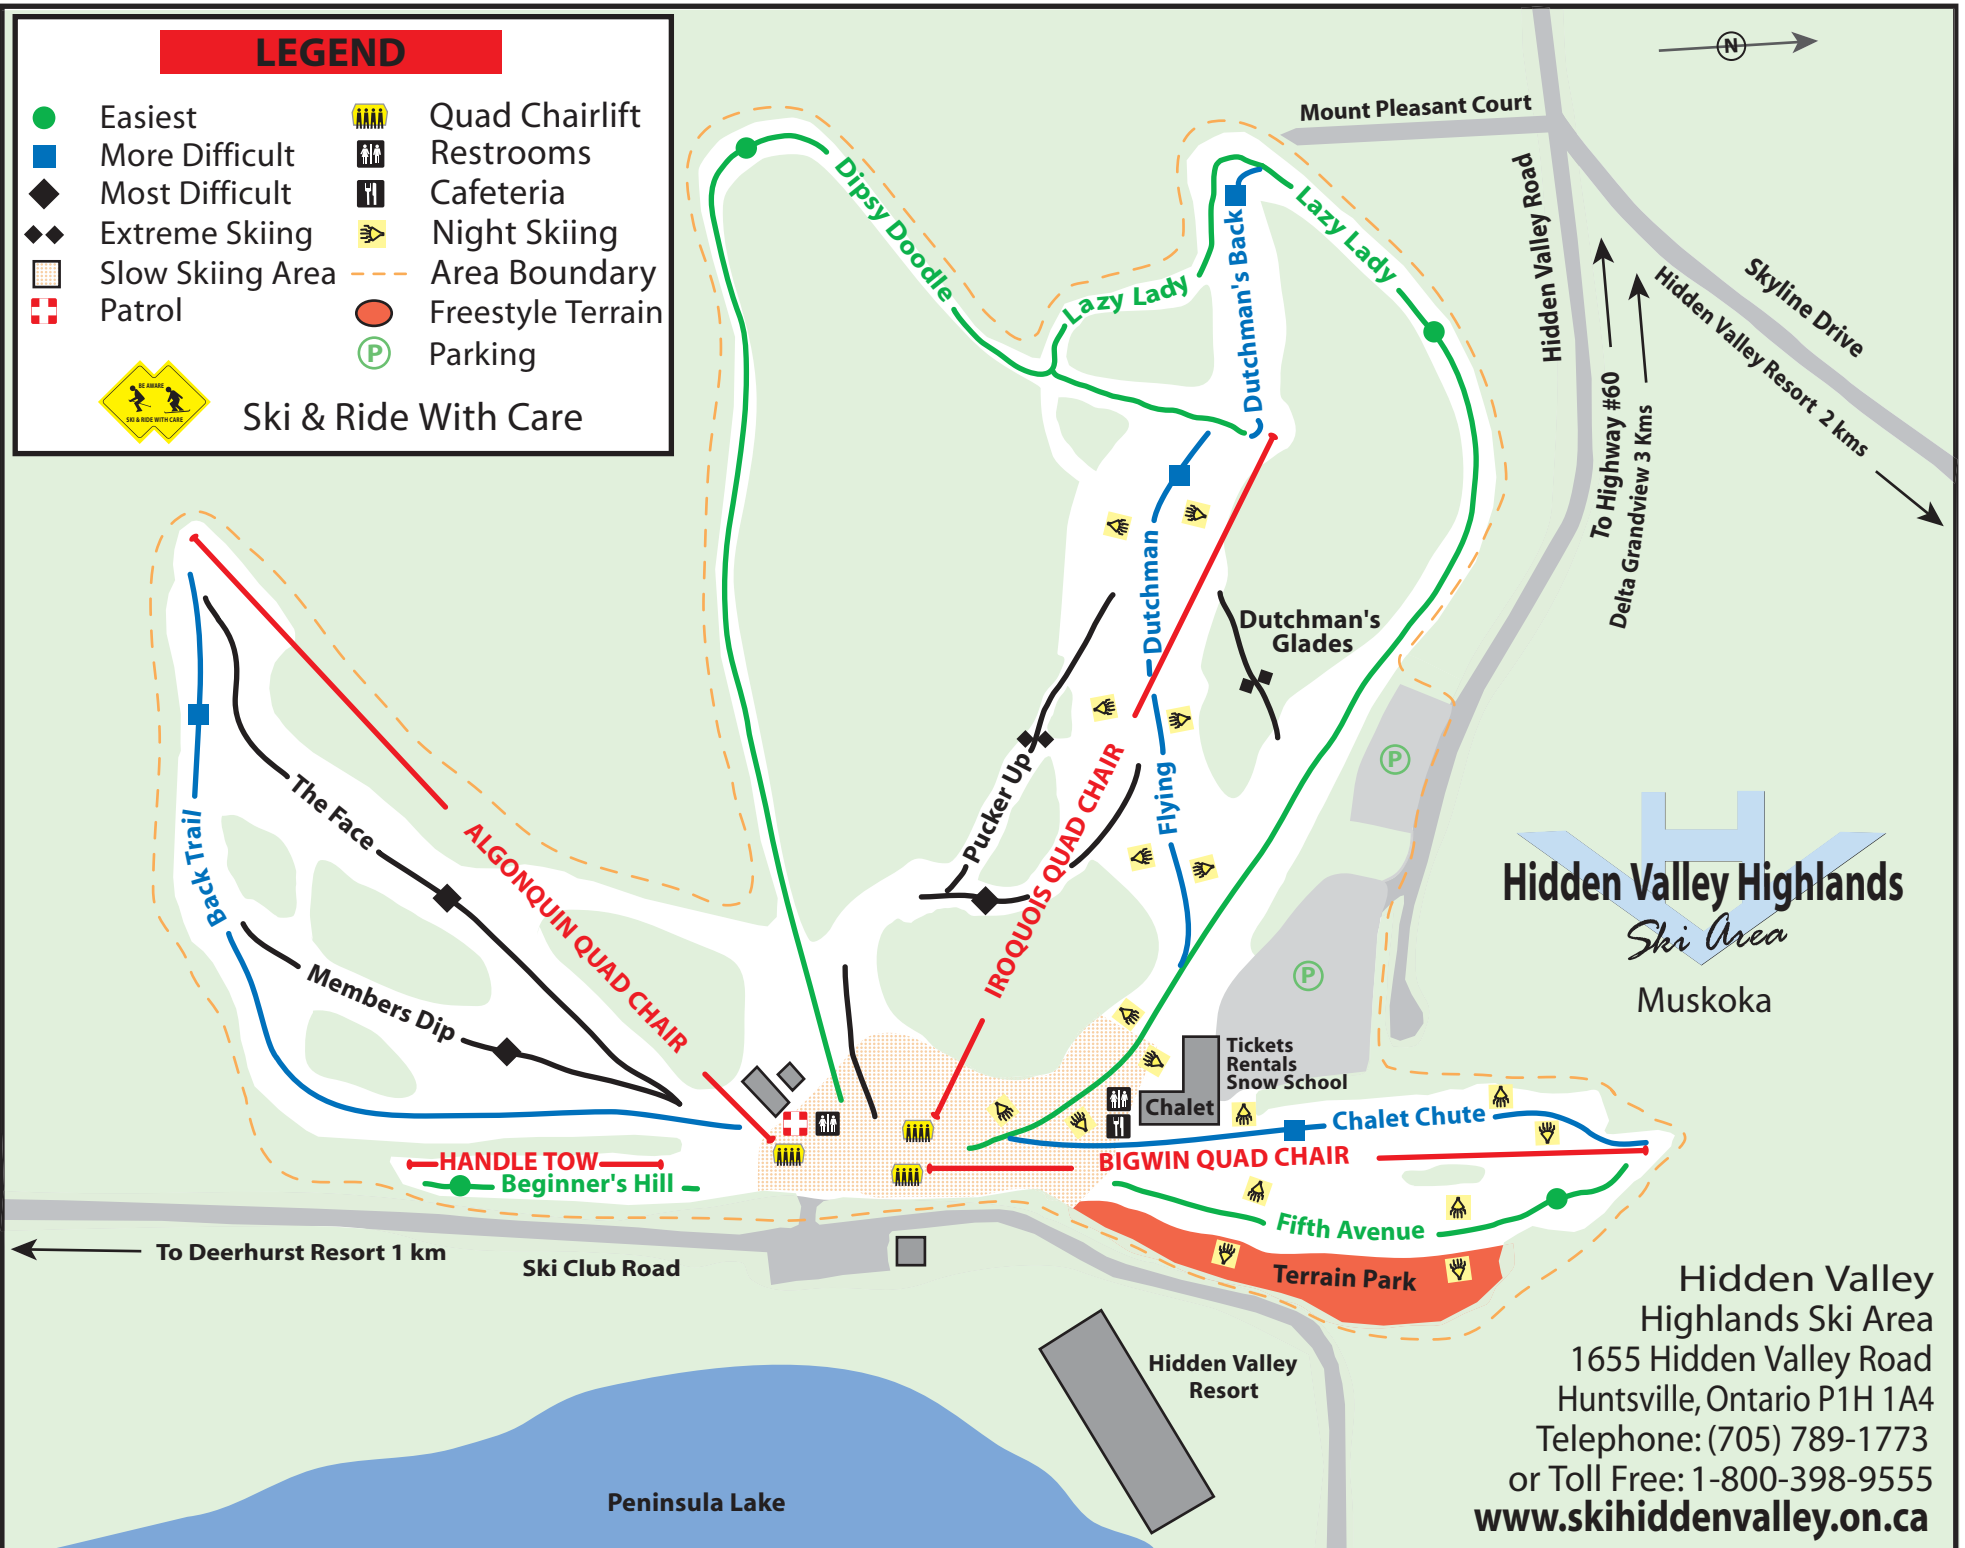 LEGEND
Easiest
More Difficult
Most Difficult
Extreme Skiing
Slow Skiing Area
Patrol
Quad Chairlift
Restrooms
Cafeteria
Night Skiing
Area Boundary
Freestyle Terrain
P Parking
BE AWARE
SKI & RIDE WITH CARE
Ski & Ride With Care
N
Mount Pleasant Court
Hidden Valley Road
Skyline Drive
Hidden Valley Resort 2 kms
To Highway #60
Delta Grandview 3 Kms
Dipsy Doodle
Lazy Lady
Lazy Lady
Dutchman's Back
Dutchman
Flying
Dutchman's
Glades
Pucker Up
IROQUOIS QUAD CHAIR
The Face
Back Trail
Members Dip
ALGONQUIN QUAD CHAIR
P
P
Hidden Valley Highlands
Ski Area
Muskoka
Tickets
Rentals
Snow School
Chalet
Chalet Chute
BIGWIN QUAD CHAIR
HANDLE TOW
Beginner's Hill
Fifth Avenue
Terrain Park
To Deerhurst Resort 1 km
Ski Club Road
Hidden Valley
Resort
Peninsula Lake
Hidden Valley
Highlands Ski Area
1655 Hidden Valley Road
Huntsville, Ontario P1H 1A4
Telephone: (705) 789-1773
or Toll Free: 1-800-398-9555
www.skihiddenvalley.on.ca